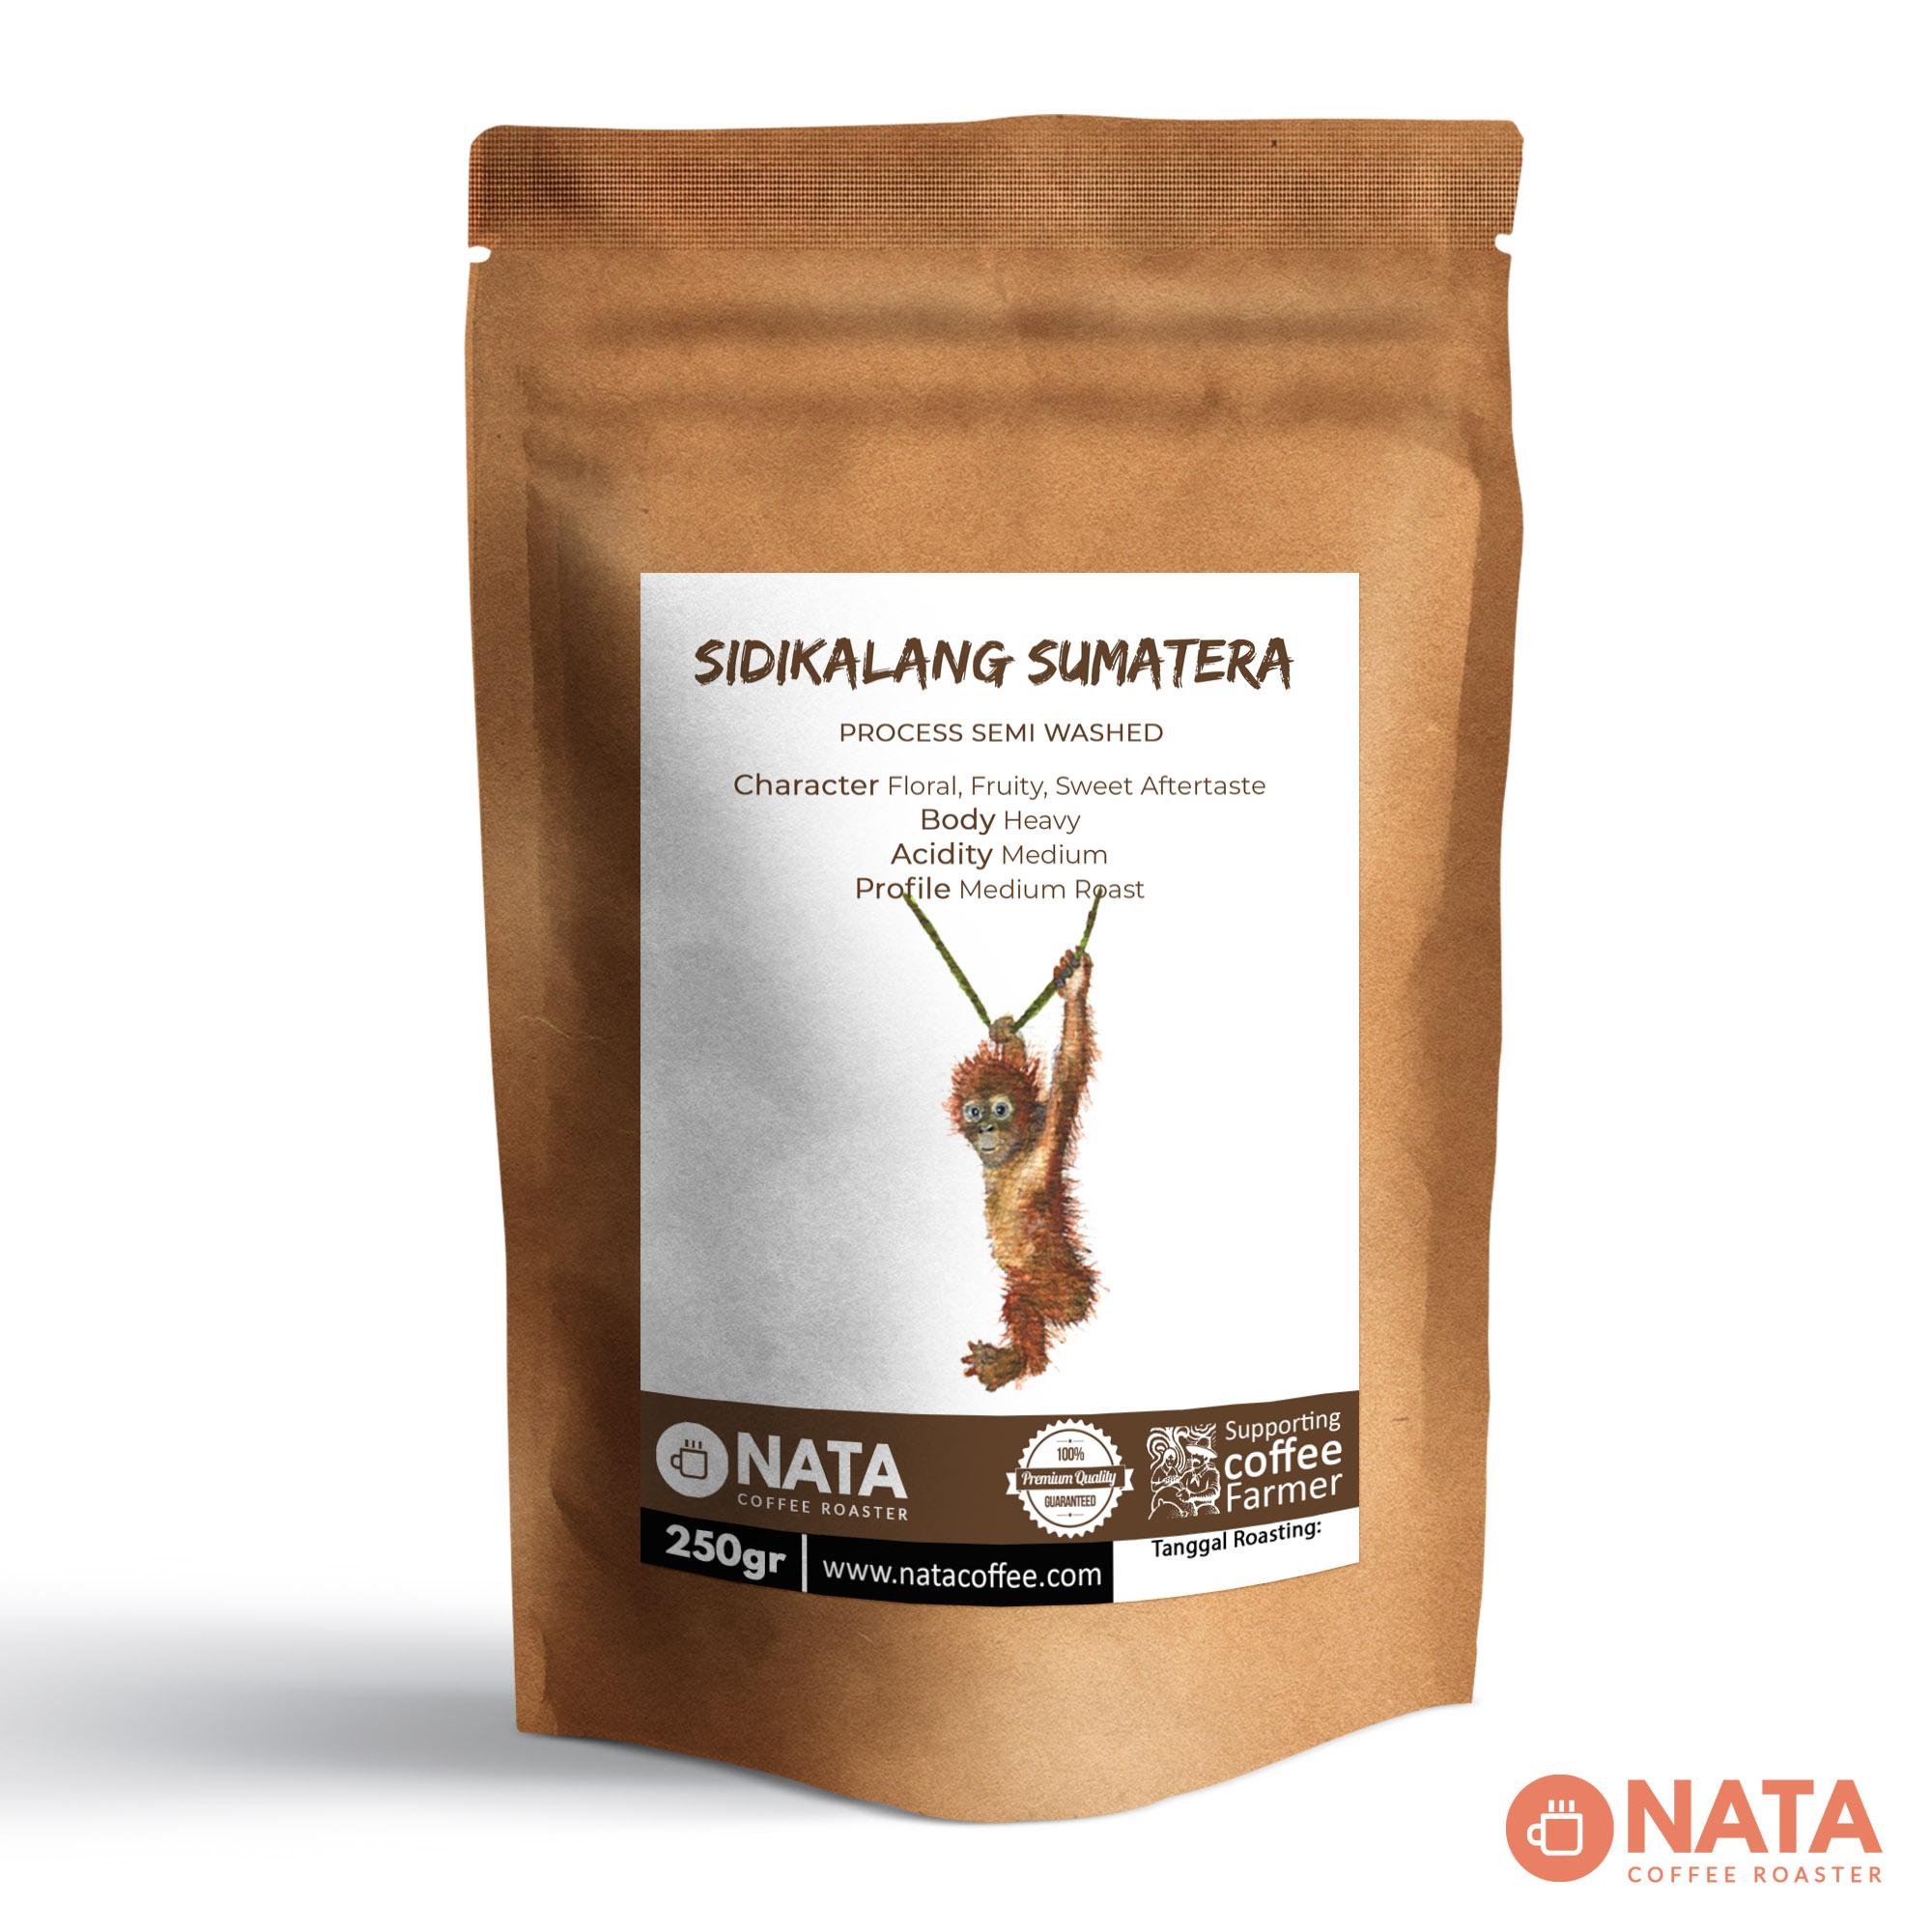 SIDIKALANG SUMATERA
PROCESS SEMI WASHED
Character Floral, Fruity, Sweet Aftertaste
Body Heavy
Acidity Medium
Profile Medium Roast
NATA
COFFEE ROASTER
100%
Premium Quality
GUARANTEED
Supporting
coffee
Farmer
250gr
www.natacoffee.com
Tanggal Roasting:
NATA
COFFEE ROASTER